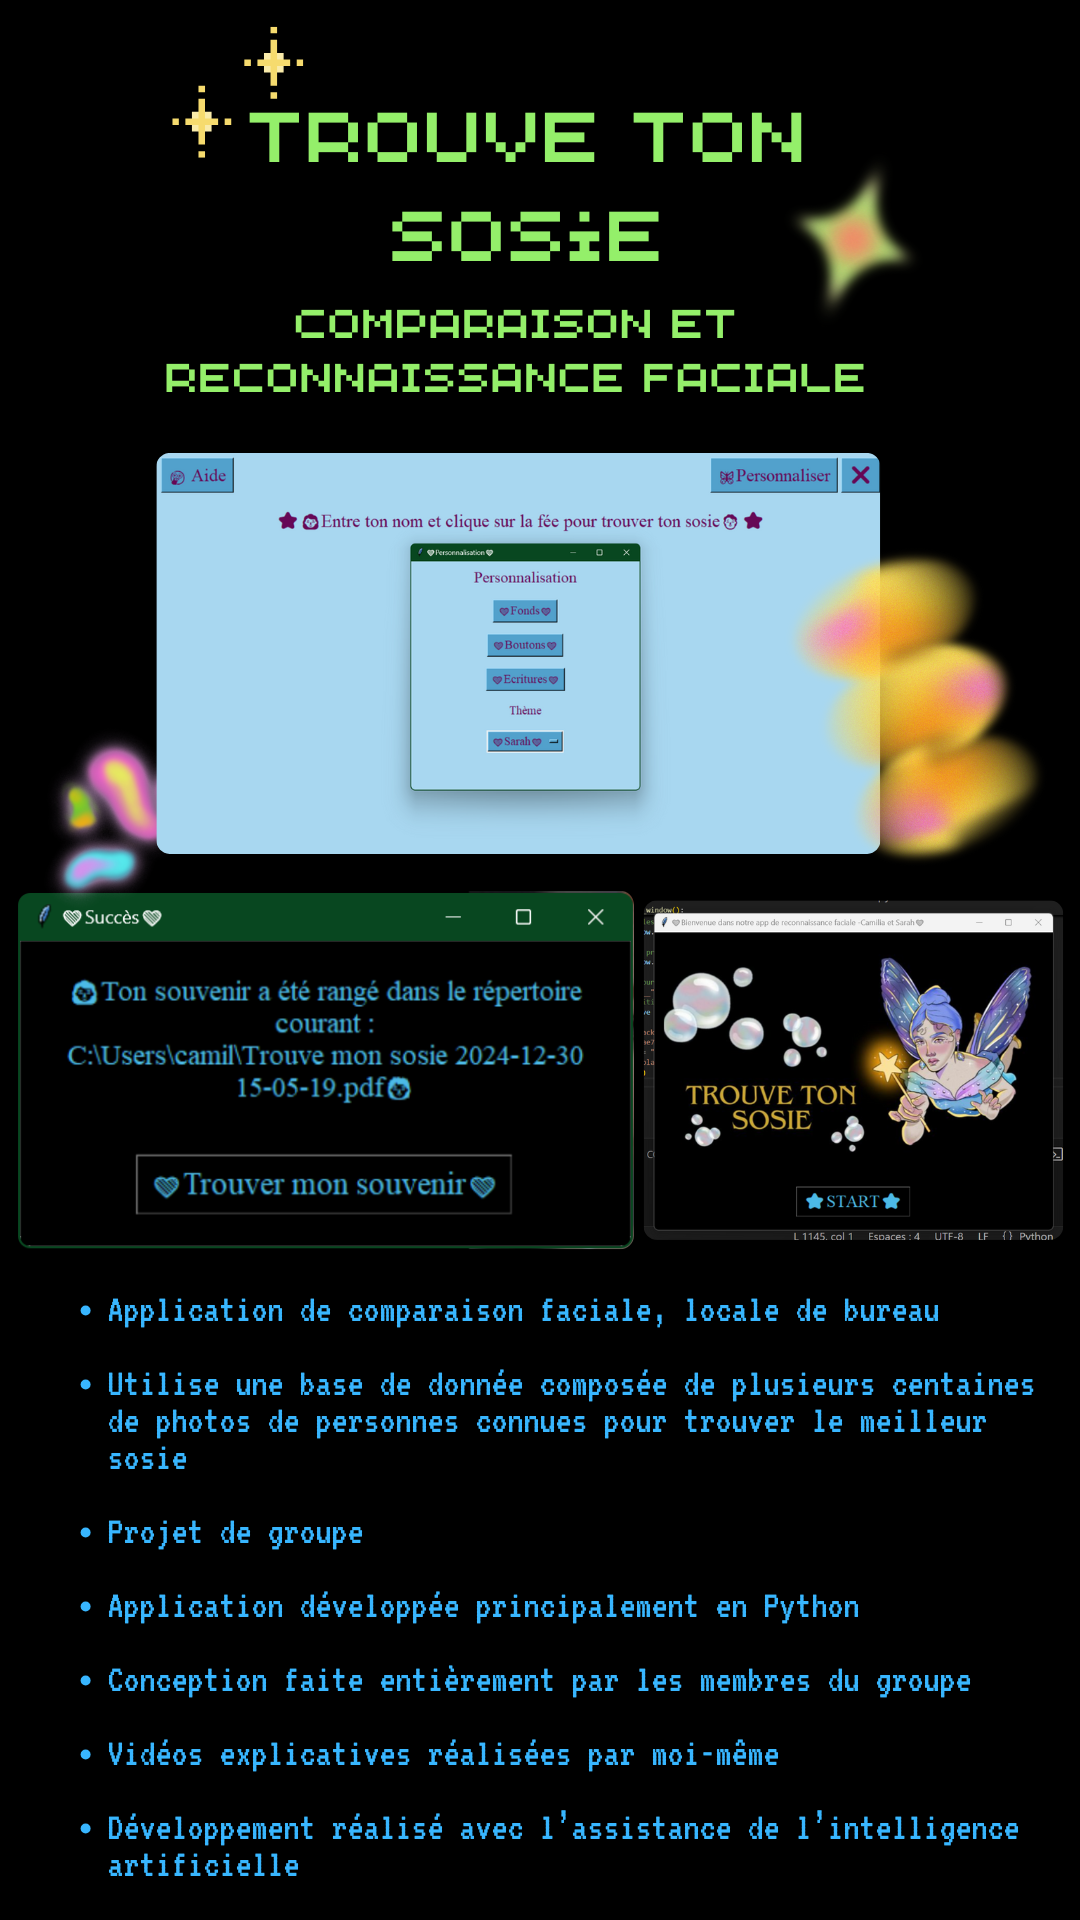 TROUVE TON
SOSiE
COMPARAISON ET
RECONNAISSANCE FACIALE
Aide
Personnaliser
Entre ton nom et clique sur la fée pour trouver ton sosie
Personnalisation
Personnalisation
Fonds
Boutons
Ecritures
Thème
Sarah
Succès
Ton souvenir a été rangé dans le répertoire
courant :
C:\Users\camil\Trouve mon sosie 2024-12-30
15-05-19.pdf
Trouver mon souvenir
_window():
Bienvenue dans notre app de reconnaissance faciale -Camilia et Sarah
TROUVE TON
SOSIE
START
L 1145, col 1 Espaces : 4 UTF-8 LF {} Python
• Application de comparaison faciale, locale de bureau
• Utilise une base de donnée composée de plusieurs centaines
de photos de personnes connues pour trouver le meilleur
sosie
• Projet de groupe
• Application développée principalement en Python
• Conception faite entièrement par les membres du groupe
• Vidéos explicatives réalisées par moi-même
• Développement réalisé avec l'assistance de l'intelligence
artificielle